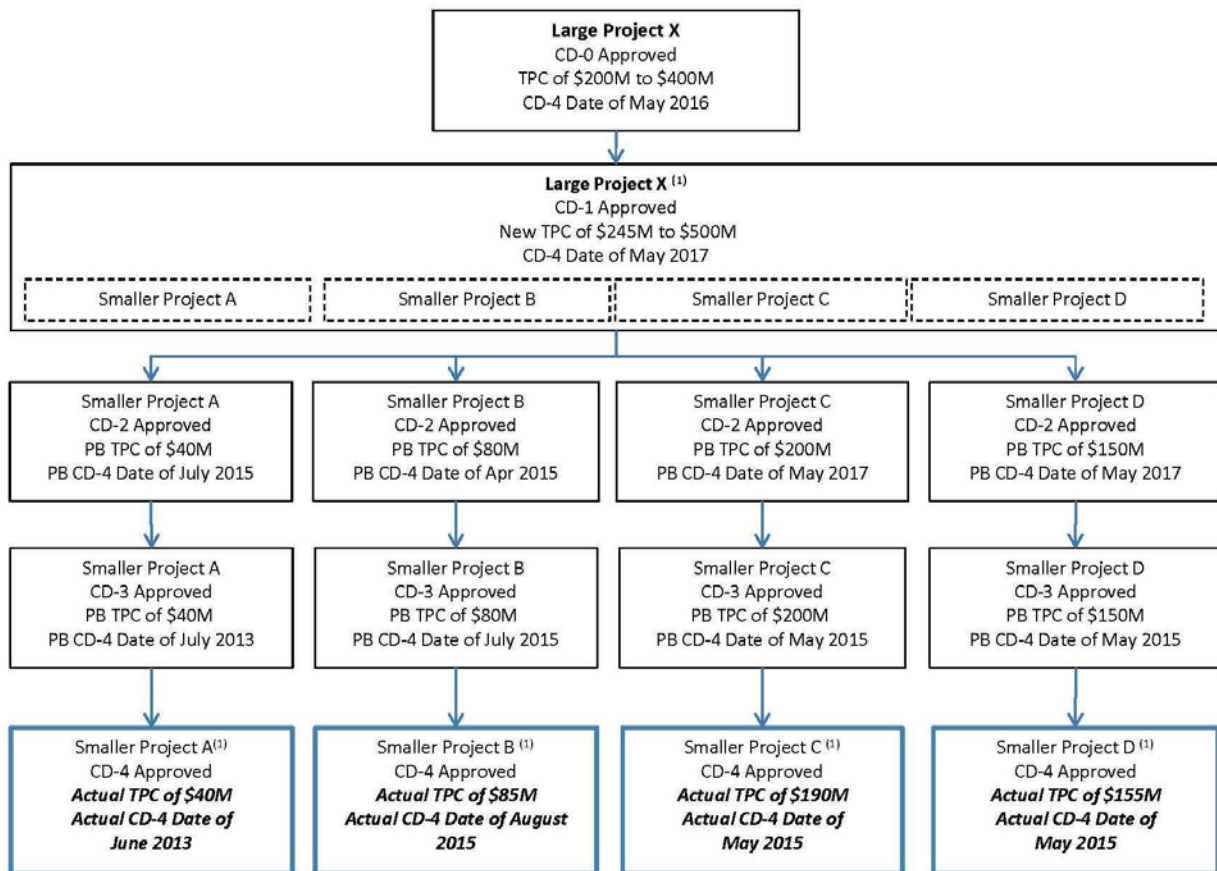 Large Project X
CD-0 Approved
TPC of $200M to $400M
CD-4 Date of May 2016
Large Project X (1)
CD-1 Approved
New TPC of $245M to $500M
CD-4 Date of May 2017
Smaller Project A
Smaller Project B
Smaller Project C
Smaller Project D
Smaller Project A
CD-2 Approved
PB TPC of $40M
PB CD-4 Date of July 2015
Smaller Project B
CD-2 Approved
PB TPC of $80M
PB CD-4 Date of Apr 2015
Smaller Project C
CD-2 Approved
PB TPC of $200M
PB CD-4 Date of May 2017
Smaller Project D
CD-2 Approved
PB TPC of $150M
PB CD-4 Date of May 2017
Smaller Project A
CD-3 Approved
PB TPC of $40M
PB CD-4 Date of July 2013
Smaller Project B
CD-3 Approved
PB TPC of $80M
PB CD-4 Date of July 2015
Smaller Project C
CD-3 Approved
PB TPC of $200M
PB CD-4 Date of May 2015
Smaller Project D
CD-3 Approved
PB TPC of $150M
PB CD-4 Date of May 2015
Smaller Project A(1)
CD-4 Approved
Actual TPC of $40M
Actual CD-4 Date of
June 2013
Smaller Project B (1)
CD-4 Approved
Actual TPC of $85M
Actual CD-4 Date of August
2015
Smaller Project C (1)
CD-4 Approved
Actual TPC of $190M
Actual CD-4 Date of
May 2015
Smaller Project D (1)
CD-4 Approved
Actual TPC of $155M
Actual CD-4 Date of
May 2015